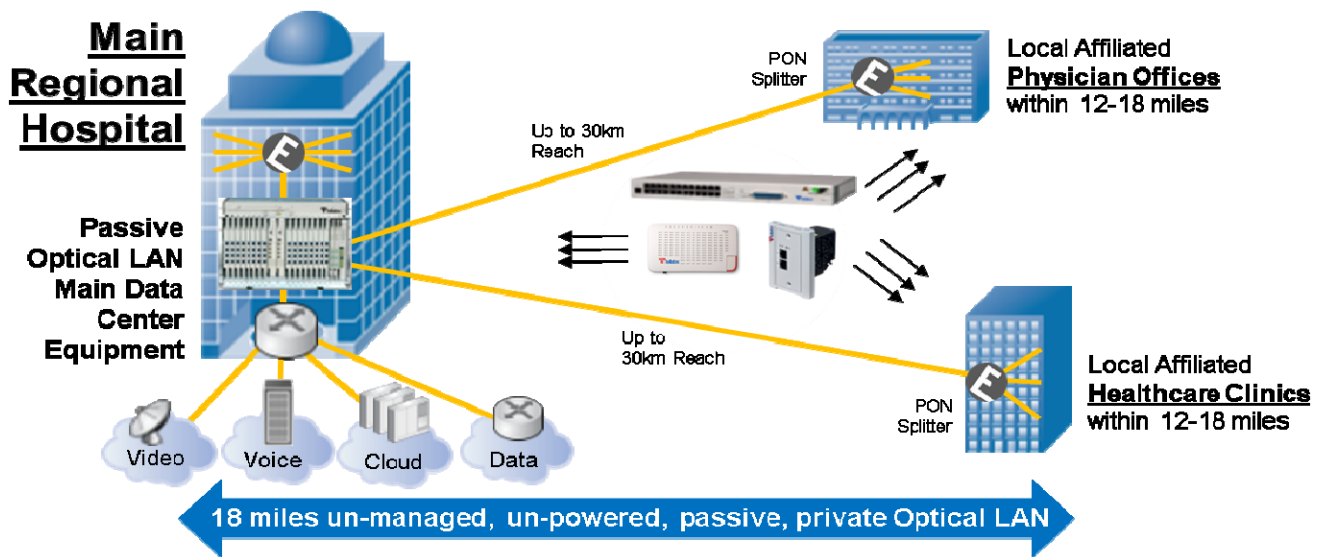 Main
Regional
Hospital
Passive
Optical LAN
Main Data
Center
Equipment
Up to 30km
Reach
PON
Splitter
Local Affiliated
Physician Offices
within 12-18 miles
Up to
30km Reach
PON
Splitter
Local Affiliated
Healthcare Clinics
within 12-18 miles
Video
Voice
Cloud
Data
18 miles un-managed, un-powered, passive, private Optical LAN